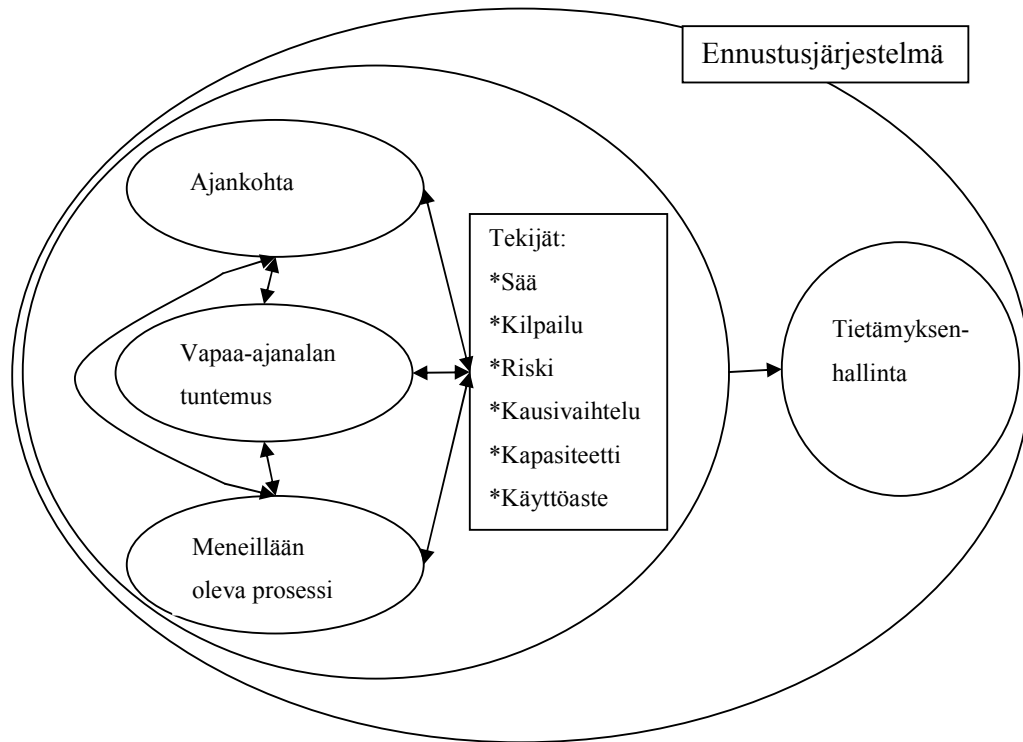 Ennustusjärjestelmä
Ajankohta
Vapaa-ajanalan
tuntemus
Meneillään
oleva prosessi
Tekijät:
*Sää
*Kilpailu
*Riski
*Kausivaihtelu
*Kapasiteetti
*Käyttöaste
Tietämyksen-
hallinta